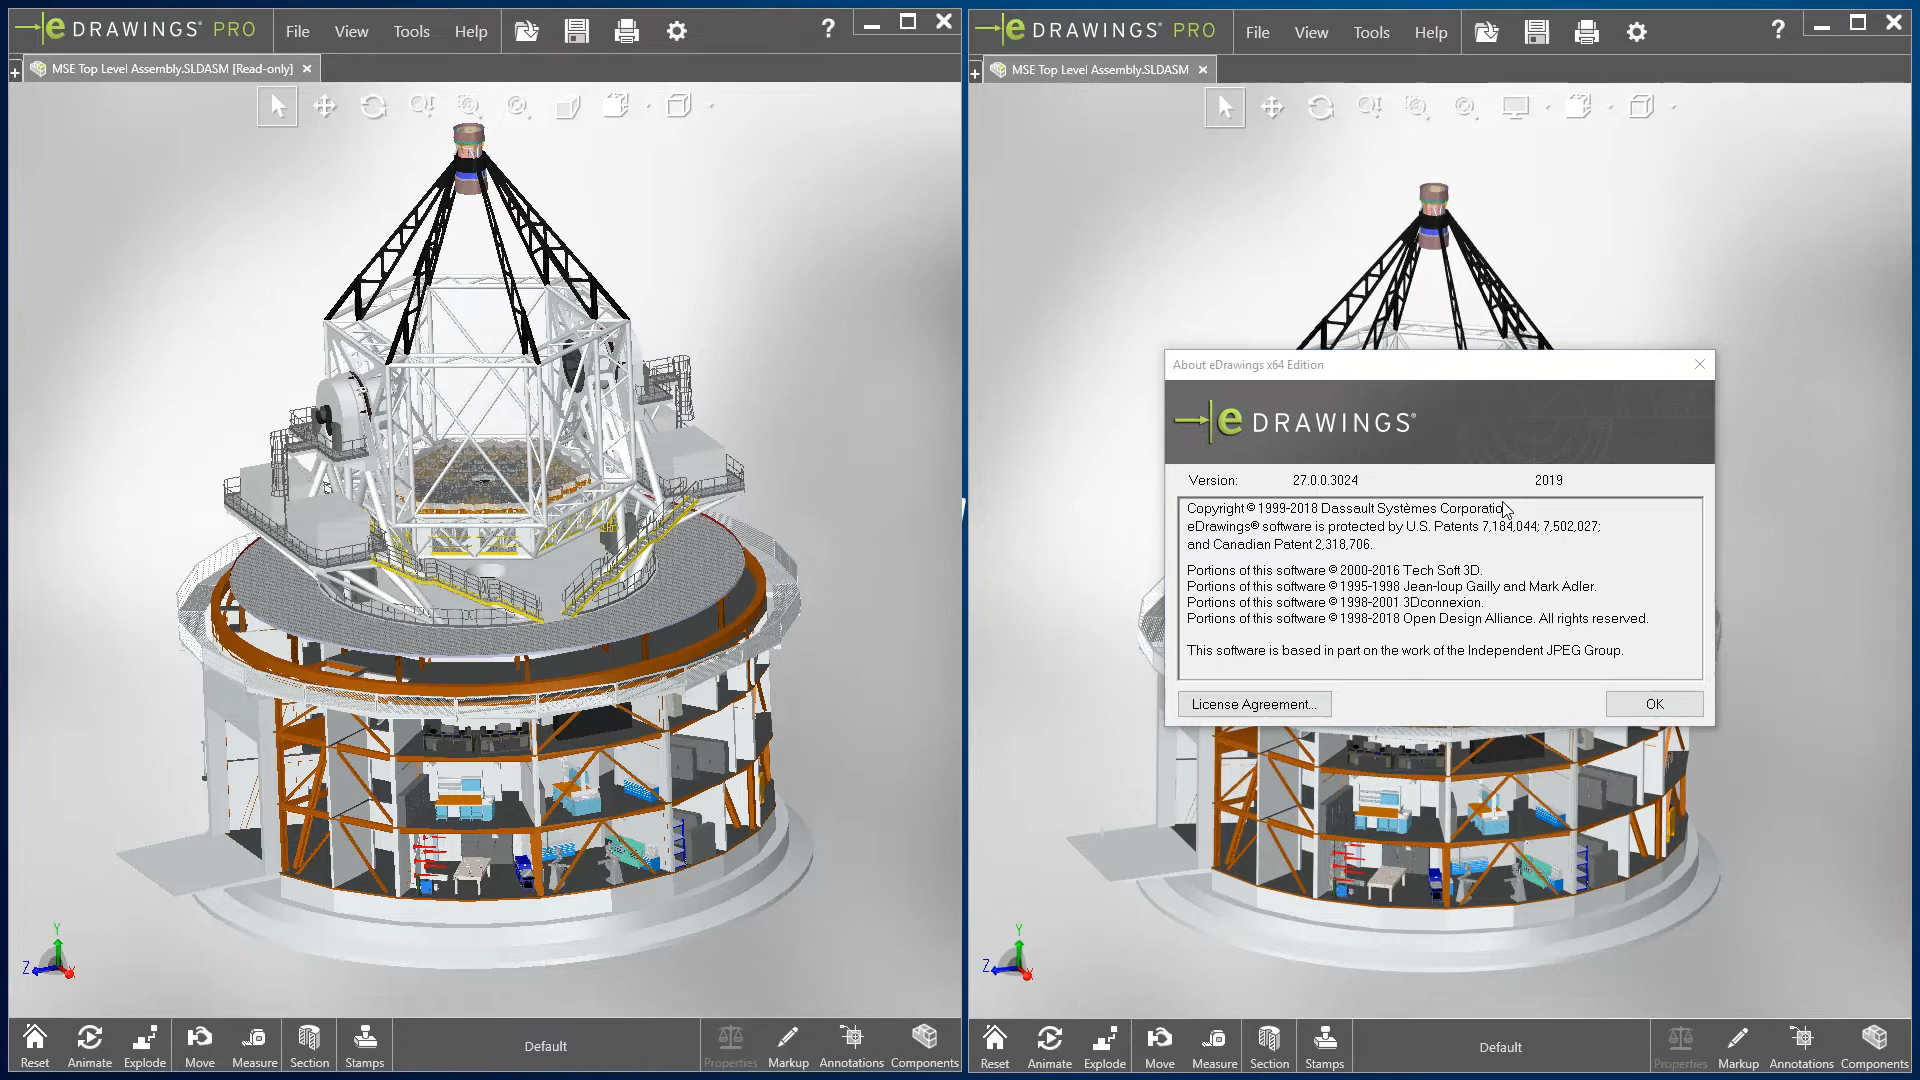 e DRAWINGS® PRO File View Tools Help ?
MSE Top Level Assembly.SLDASM [Read-only]
Y
Z
Reset Animate Explode Move Measure Section Stamps Default Properties Markup Annotations Components
e DRAWINGS® PRO File View Tools Help ?
MSE Top Level Assembly.SLDASM
About eDrawings x64 Edition
e DRAWINGS®
Version: 27.0.0.3024 2019
Copyright © 1999-2018 Dassault Systèmes Corporation
eDrawings® software is protected by U.S. Patents 7,184,044; 7,502,027;
and Canadian Patent 2,318,706.
Portions of this software © 2000-2016 Tech Soft 3D.
Portions of this software © 1995-1998 Jean-loup Gailly and Mark Adler.
Portions of this software © 1998-2001 3Dconnexion.
Portions of this software © 1998-2018 Open Design Alliance. All rights reserved.
This software is based in part on the work of the Independent JPEG Group.
License Agreement... OK
Y
Z
Reset Animate Explode Move Measure Section Stamps Default Properties Markup Annotations Components